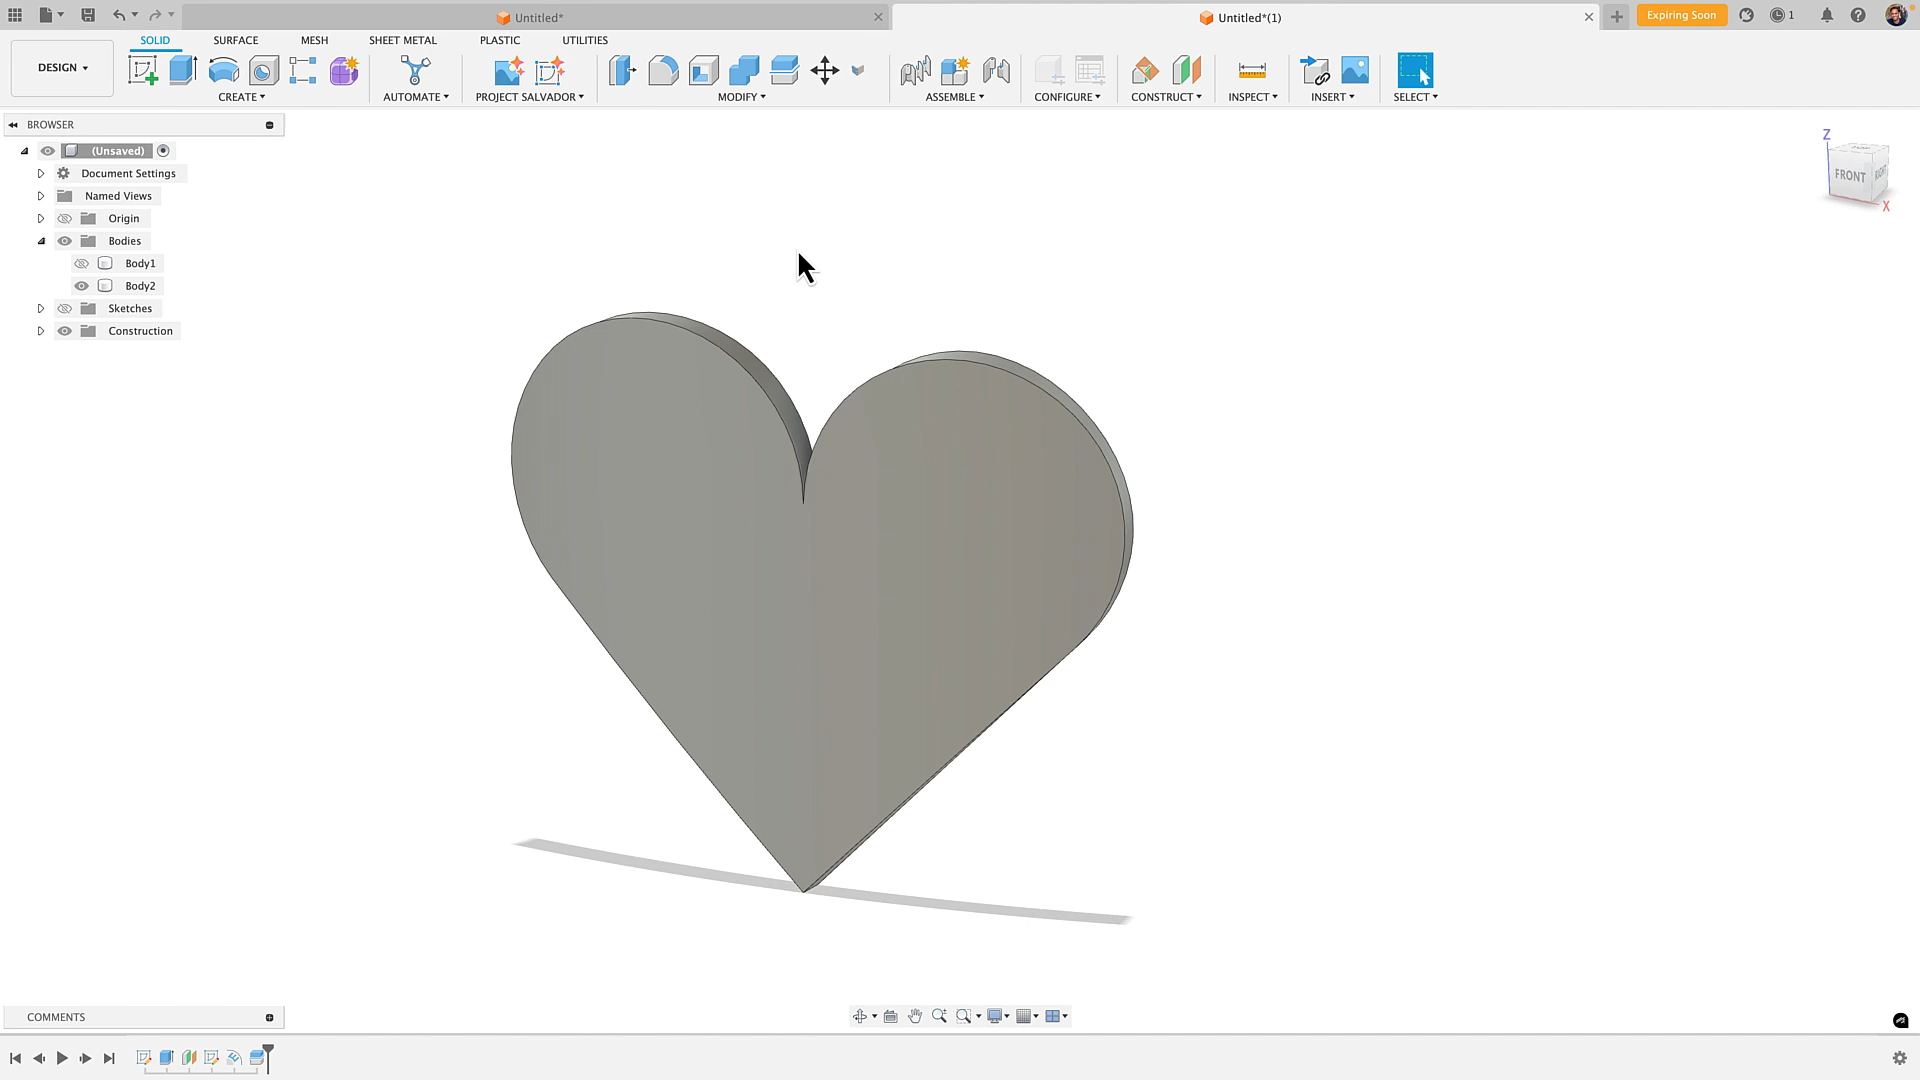 Untitled*
Untitled*(1)
Expiring Soon
1
DESIGN
SOLID
SURFACE
MESH
SHEET METAL
PLASTIC
UTILITIES
CREATE
AUTOMATE
PROJECT SALVADOR
MODIFY
ASSEMBLE
CONFIGURE
CONSTRUCT
INSPECT
INSERT
SELECT
BROWSER
(Unsaved)
Document Settings
Named Views
Origin
Bodies
Body1
Body2
Sketches
Construction
Z
TOP
FRONT
RIGHT
X
COMMENTS